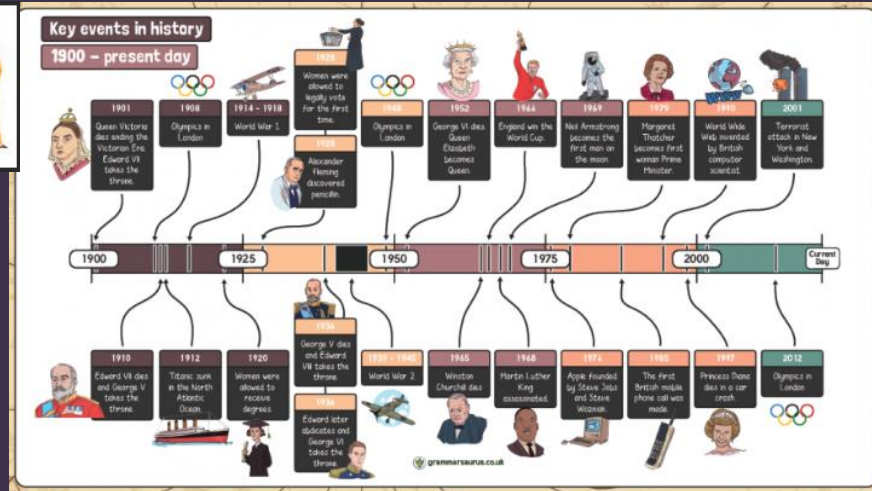 Key events in history
1900 – present day
1901
Queen Victoria
dies ending the
Victorian Era.
Edward VII
takes the
throne.
1908
Olympics in
London
1914 - 1918
World War 1.
1928
Women were
allowed to
legally vote
for the first
time.
1928
Alexander
Fleming
discovered
penicillin.
1948
Olympics in
London
1952
George VI dies
Queen
Elizabeth
becomes
Queen.
1966
England win the
World Cup.
1969
Neil Armstrong
becomes the
first man on
the moon.
1979
Margaret
Thatcher
becomes first
woman Prime
Minister.
1990
World Wide
Web invented
by British
computer
scientist.
2001
Terrorist
attack in New
York and
Washington.
1900
1925
1950
1975
2000
Current
Day
1910
Edward VII dies
and George V
takes the
throne.
1912
Titanic sunk
in the North
Atlantic
Ocean.
1920
Women were
allowed to
receive
degrees.
1936
George V dies
and Edward
VIII takes the
throne.
1936
Edward later
abdicates and
George VI
takes the
throne.
1939 - 1945
World War 2.
1965
Winston
Churchill dies
1968
Martin Luther
King
assassinated.
1976
Apple founded
by Steve Jobs
and Steve
Wozniak.
1985
The first
British mobile
phone call was
made.
1997
Princess Diana
dies in a car
crash.
2012
Olympics in
London
grammarsaurus.co.uk